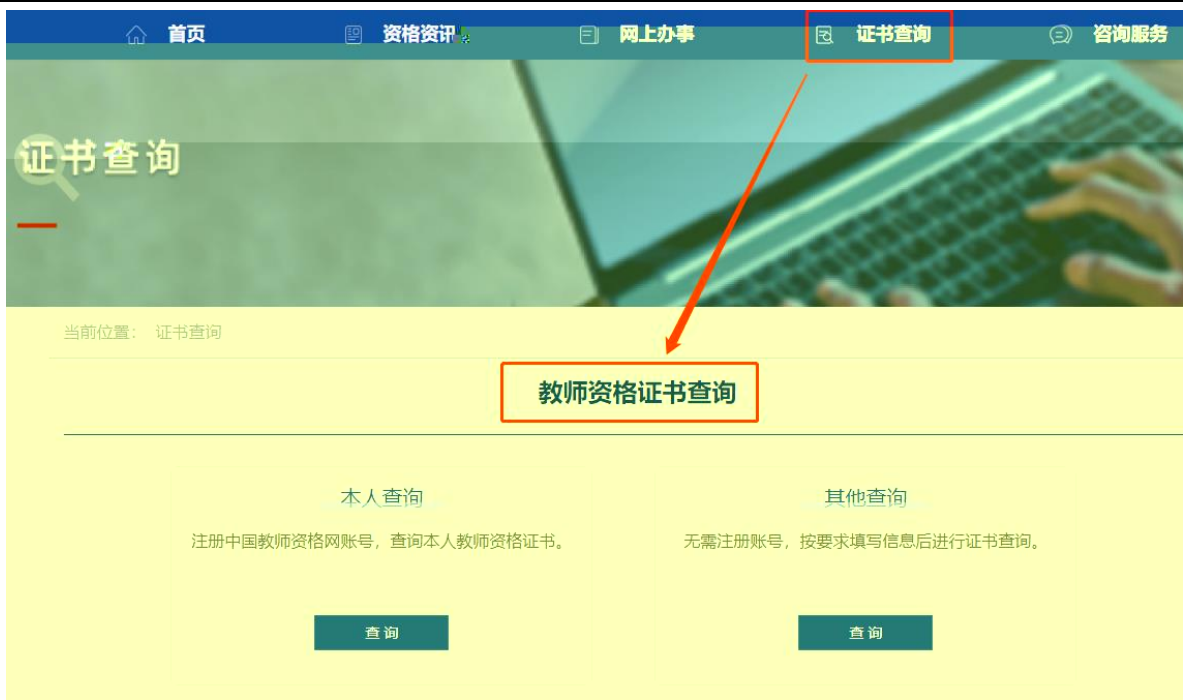 首页 资格资讯 网上办事 证书查询 咨询服务
证书查询
当前位置： 证书查询
教师资格证书查询
本人查询 其他查询
注册中国教师资格网账号，查询本人教师资格证书。 无需注册账号，按要求填写信息后进行证书查询。
查询 查询